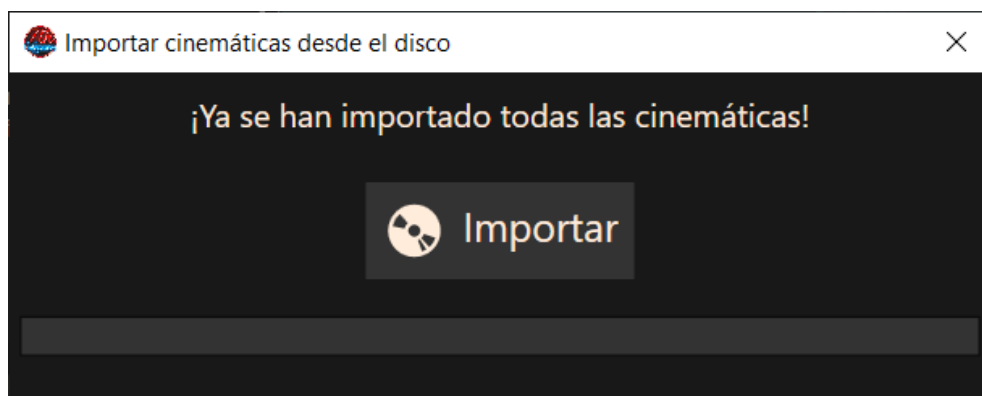 Importar cinemáticas desde el disco
¡Ya se han importado todas las cinemáticas!
Importar